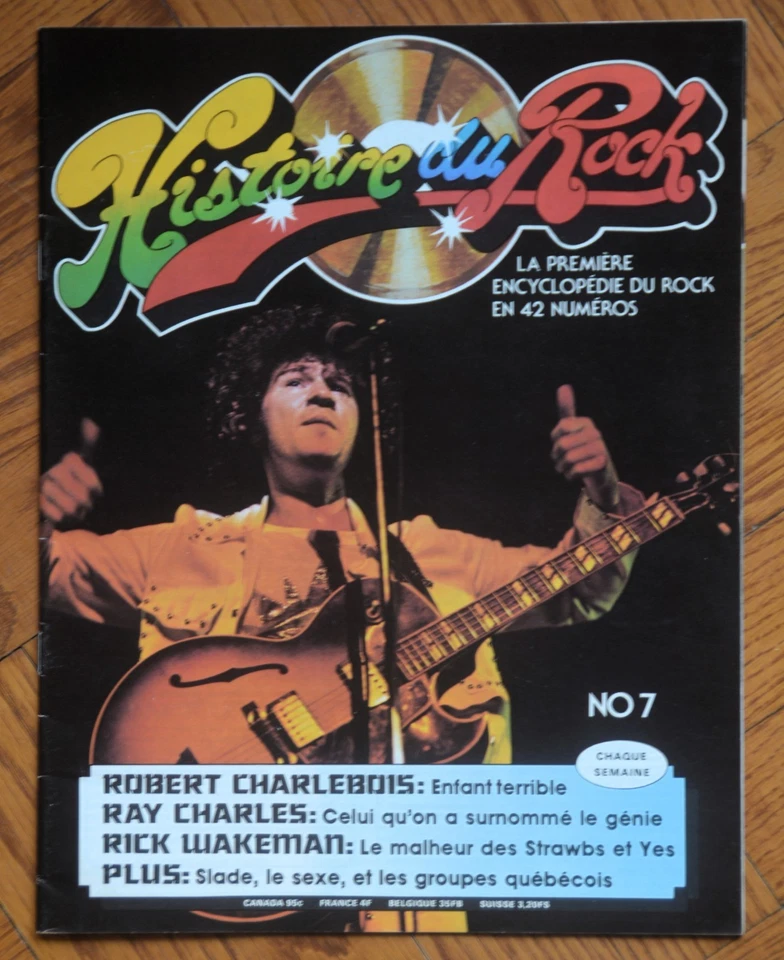 Histoire du Rock
LA PREMIÈRE
ENCYCLOPÉDIE DU ROCK
EN 42 NUMÉROS
NO 7
CHAQUE
SEMAINE
ROBERT CHARLEBOIS: Enfant terrible
RAY CHARLES: Celui qu'on a surnommé le génie
RICK WAKEMAN: Le malheur des Strawbs et Yes
PLUS: Slade, le sexe, et les groupes québécois
CANADA 95c FRANCE 4F BELGIQUE 35FB SUISSE 3,20FS